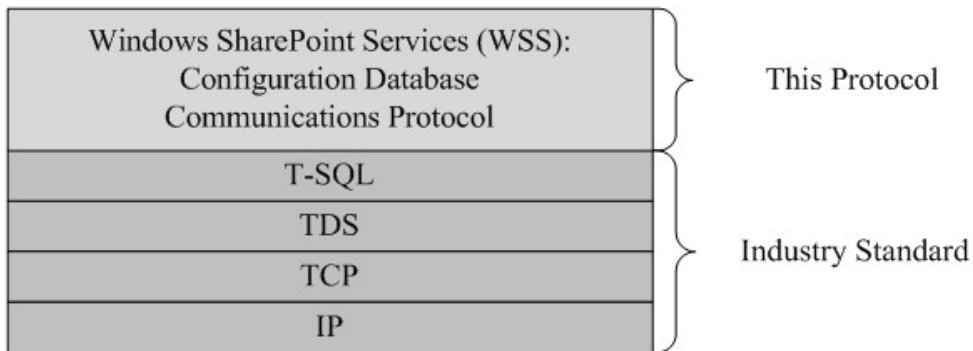 Windows SharePoint Services (WSS):
Configuration Database
Communications Protocol
This Protocol
T-SQL
TDS
TCP
IP
Industry Standard